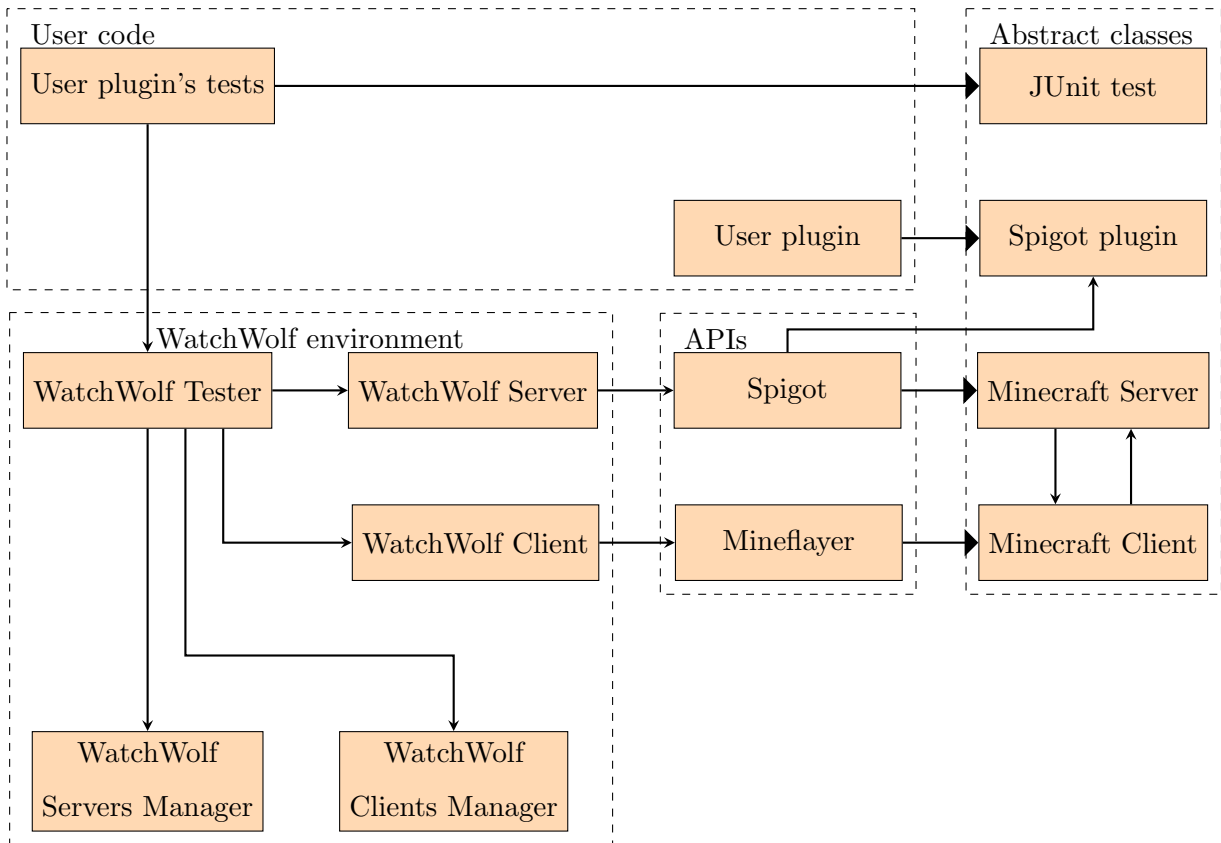 User code
Abstract classes
User plugin's tests
JUnit test
User plugin
Spigot plugin
WatchWolf environment
APIs
WatchWolf Tester
WatchWolf Server
Spigot
Minecraft Server
WatchWolf Client
Mineflayer
Minecraft Client
WatchWolf
Servers Manager
WatchWolf
Clients Manager